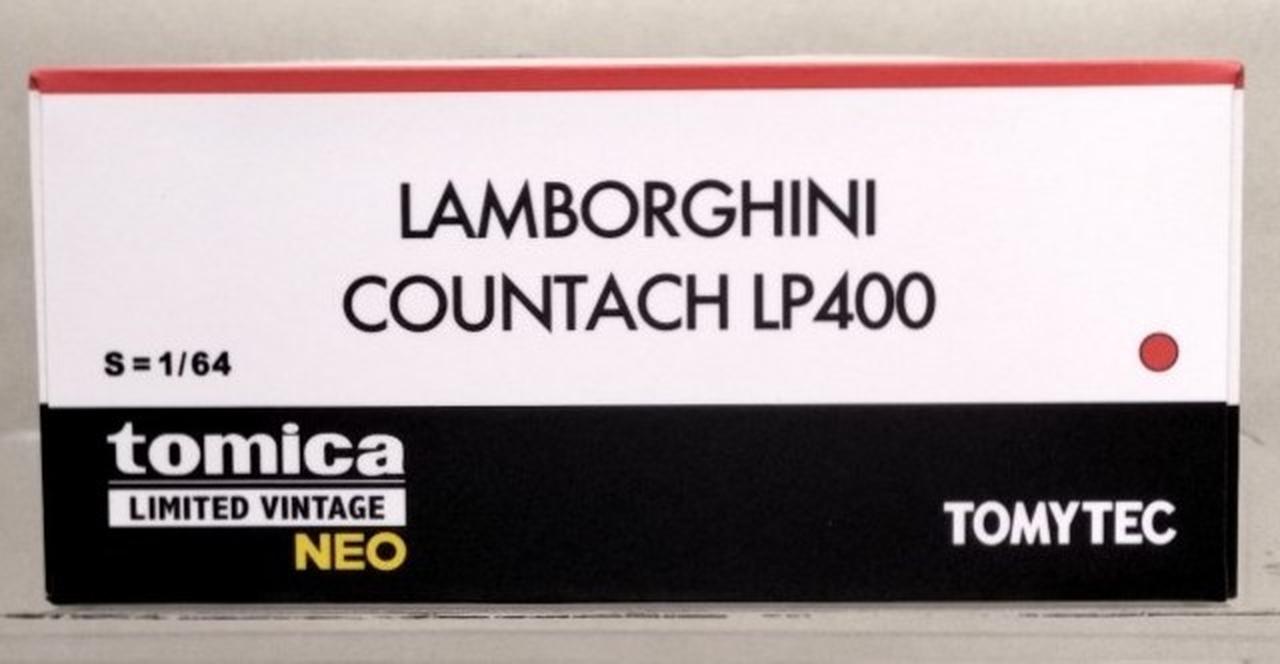 LAMBORGHINI
COUNTACH LP400
S=1/64
tomica
LIMITED VINTAGE
NEO
TOMYTEC